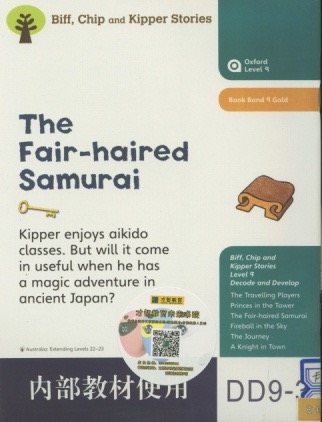 Biff, Chip and Kipper Stories
Oxford
Level 9
Book Band 9 Gold
The
Fair-haired
Samurai
Kipper enjoys aikido
classes. But will it come
in useful when he has
a magic adventure in
ancient Japan?
Biff, Chip and
Kipper Stories
Level 9
Decode and Develop
The Travelling Players
Princes in the Tower
The Fair-haired Samurai
Fireball in the Sky
The Journey
A Knight in Town
Australia: Extending Levels 22–23
内部教材使用
DD9-